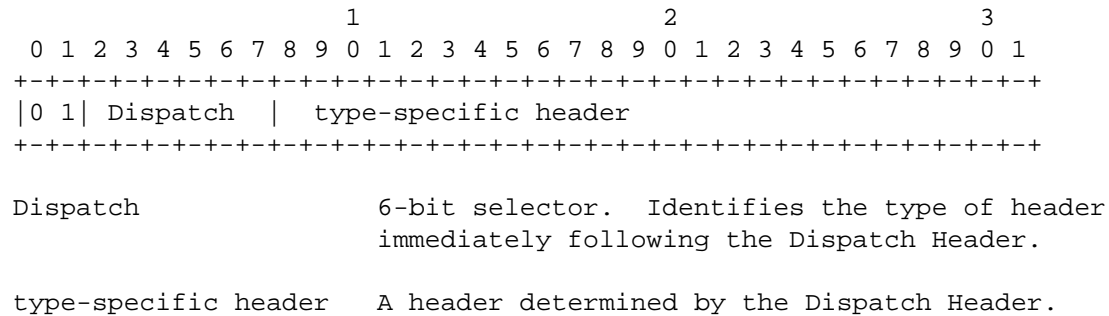 1                   2                   3
 0 1 2 3 4 5 6 7 8 9 0 1 2 3 4 5 6 7 8 9 0 1 2 3 4 5 6 7 8 9 0 1
+-+-+-+-+-+-+-+-+-+-+-+-+-+-+-+-+-+-+-+-+-+-+-+-+-+-+-+-+-+-+-+-+
|0 1| Dispatch  |  type-specific header
+-+-+-+-+-+-+-+-+-+-+-+-+-+-+-+-+-+-+-+-+-+-+-+-+-+-+-+-+-+-+-+-+
Dispatch               6-bit selector.  Identifies the type of header
                       immediately following the Dispatch Header.
type-specific header   A header determined by the Dispatch Header.